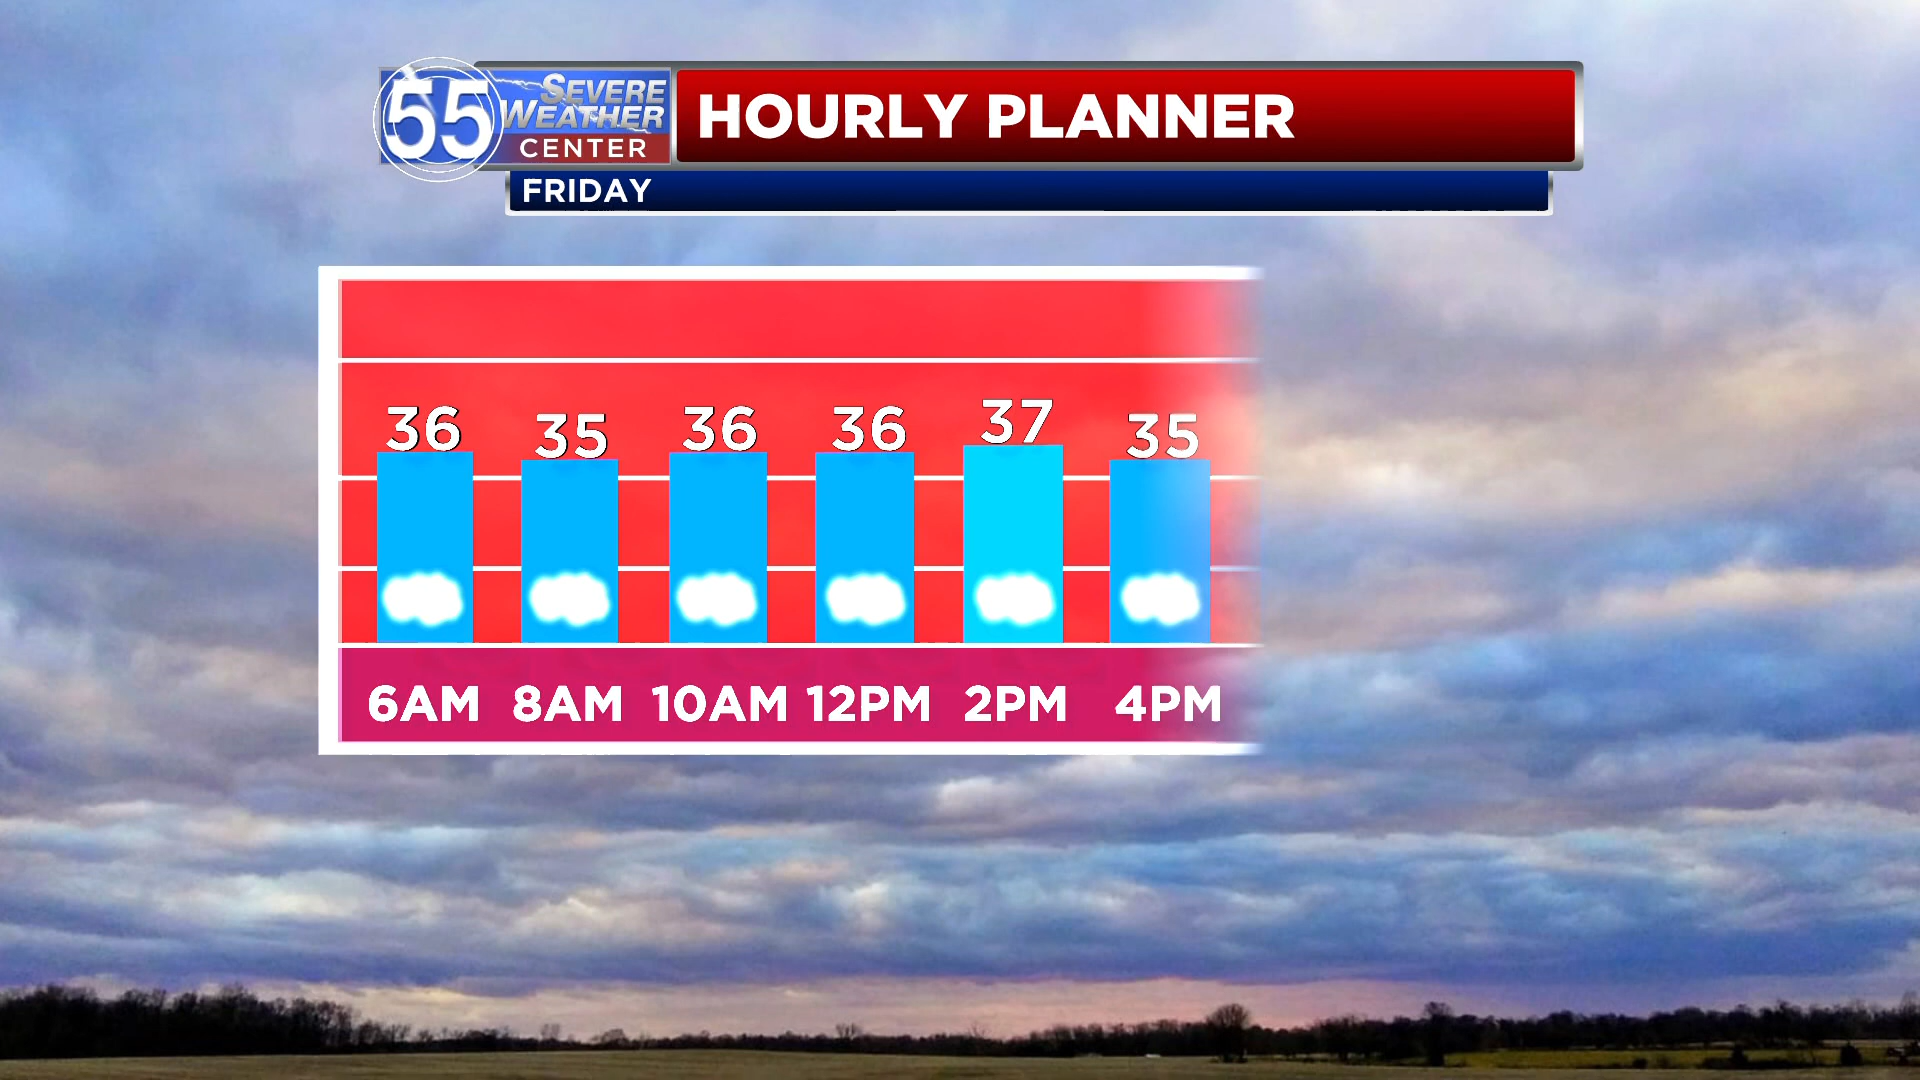 55 SEVERE
WEATHER
CENTER
HOURLY PLANNER
FRIDAY
36 35 36 36 37 35
6AM 8AM 10AM 12PM 2PM 4PM